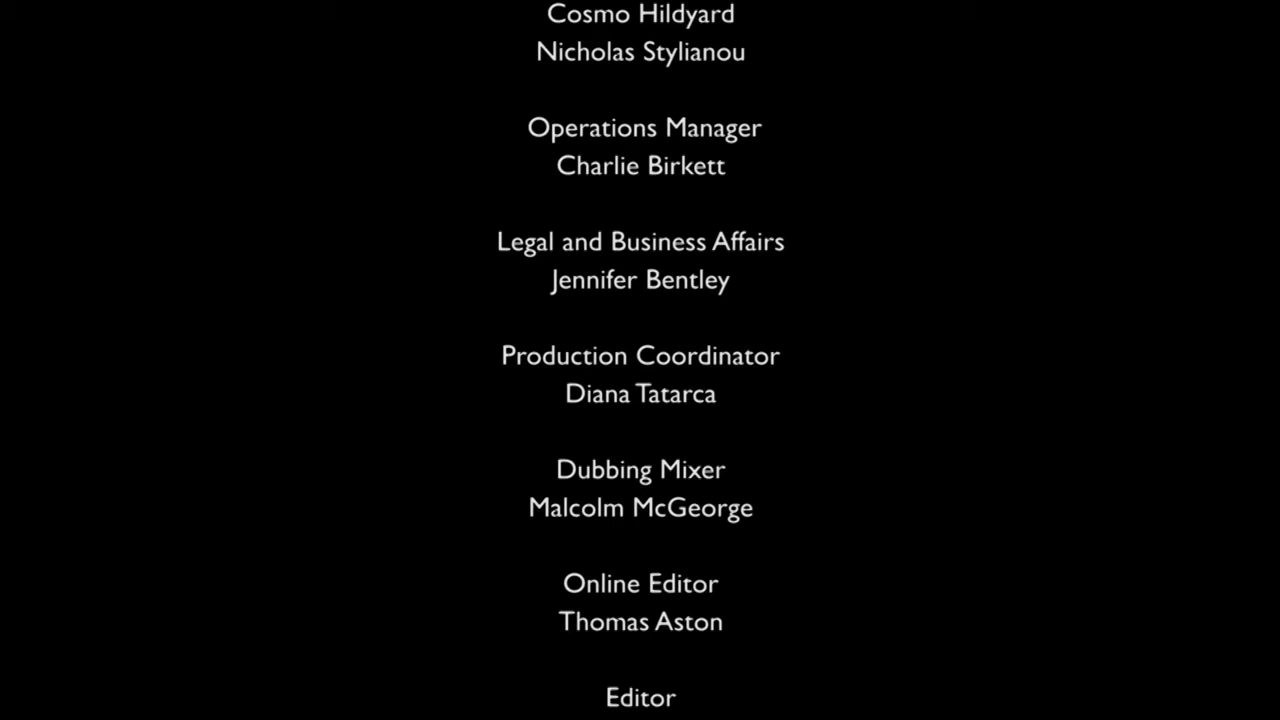 Cosmo Hildyard
Nicholas Stylianou
Operations Manager
Charlie Birkett
Legal and Business Affairs
Jennifer Bentley
Production Coordinator
Diana Tatarca
Dubbing Mixer
Malcolm McGeorge
Online Editor
Thomas Aston
Editor